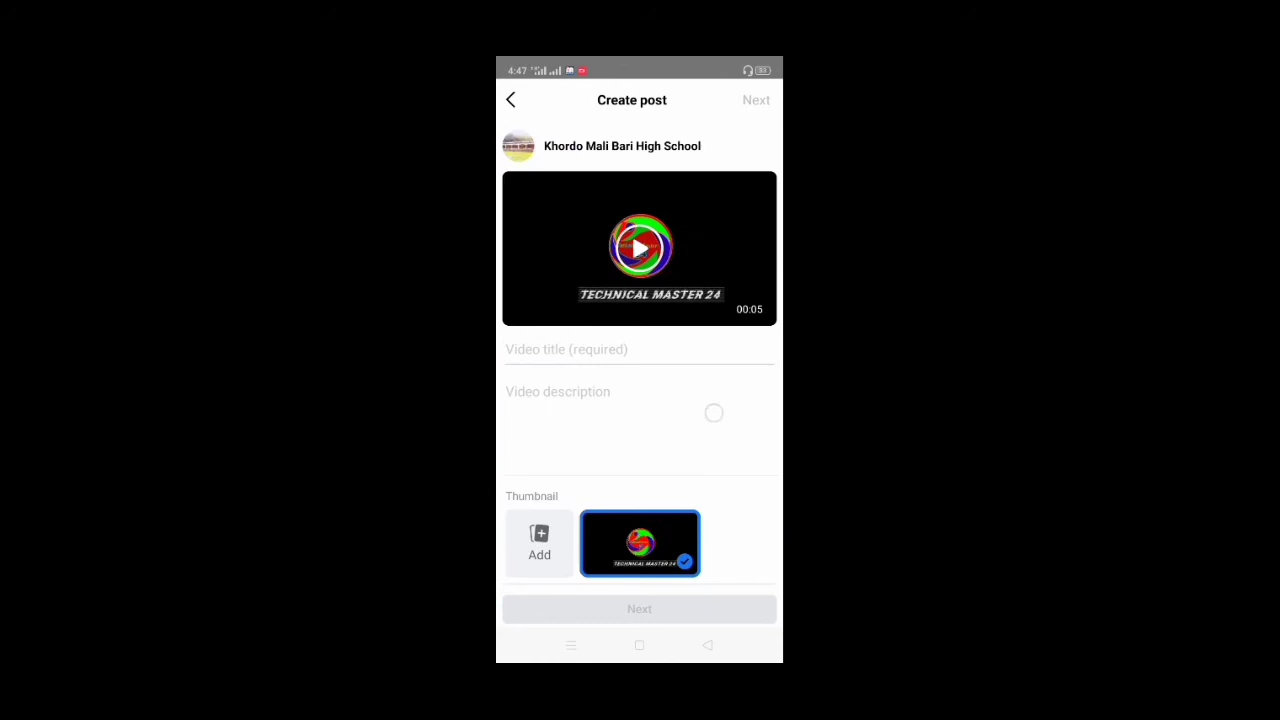 4:47
33
Create post
Next
Khordo Mali Bari High School
TECHNICAL MASTER 24
00:05
Video title (required)
Video description
Thumbnail
Add
TECHNICAL MASTER 24
Next